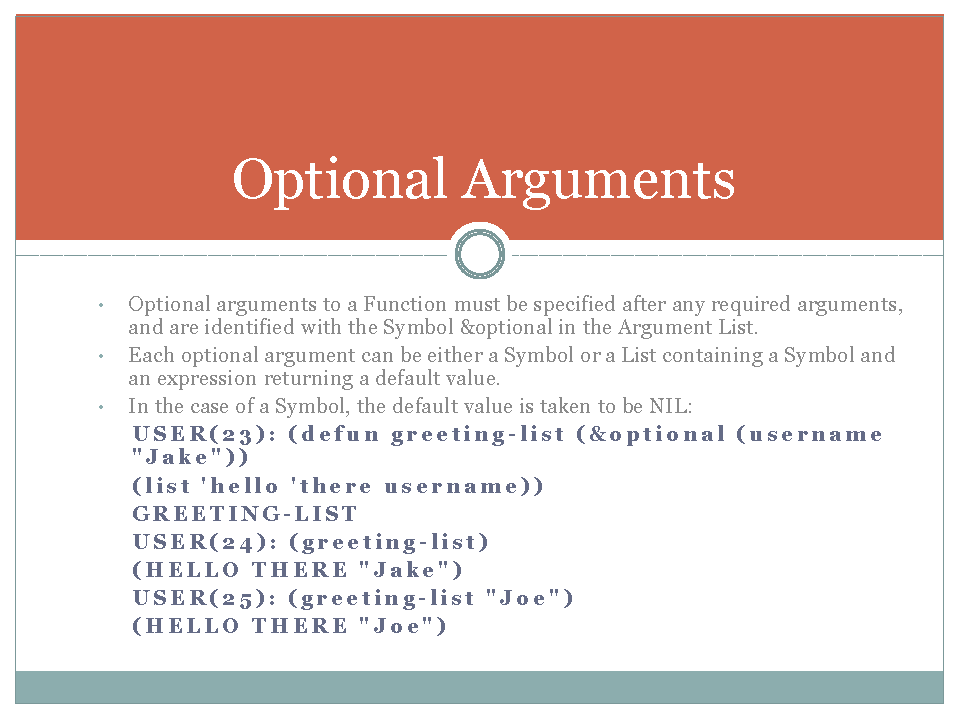 Optional Arguments
• Optional arguments to a Function must be specified after any required arguments,
and are identified with the Symbol &optional in the Argument List.
• Each optional argument can be either a Symbol or a List containing a Symbol and
an expression returning a default value.
• In the case of a Symbol, the default value is taken to be NIL:
USER(23): (defun greeting-list (&optional (username
"Jake"))
(list 'hello 'there username))
GREETING-LIST
USER(24): (greeting-list)
(HELLO THERE "Jake")
USER(25): (greeting-list "Joe")
(HELLO THERE "Joe")